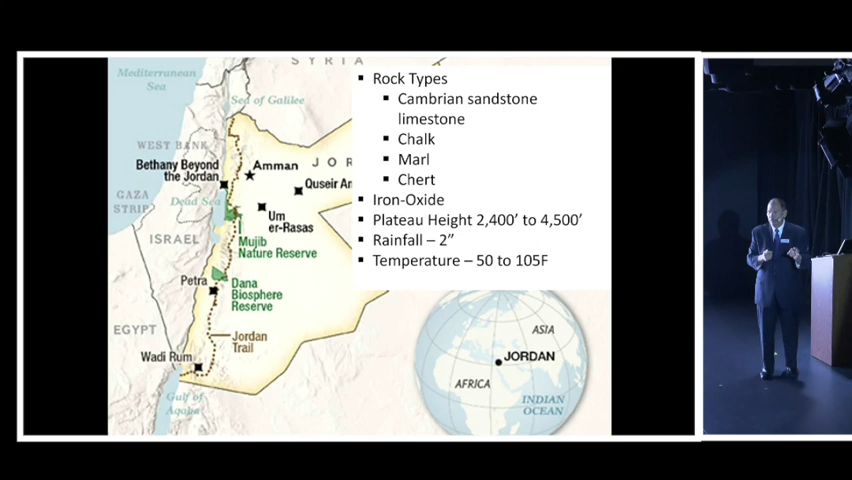 SYRIA
Mediterranean
Sea
Sea of Galilee
WEST BANK
Bethany Beyond
the Jordan
Amman
JOR
Quseir Am
GAZA
STRIP
Dead Sea
Um
er-Rasas
ISRAEL
Mujib
Nature Reserve
Petra
Dana
Biosphere
Reserve
EGYPT
Jordan
Trail
Wadi Rum
Gulf of
Aqaba
▪ Rock Types
▪ Cambrian sandstone
limestone
▪ Chalk
▪ Marl
▪ Chert
▪ Iron-Oxide
▪ Plateau Height 2,400’ to 4,500’
▪ Rainfall – 2”
▪ Temperature – 50 to 105F
ASIA
JORDAN
AFRICA
INDIAN
OCEAN